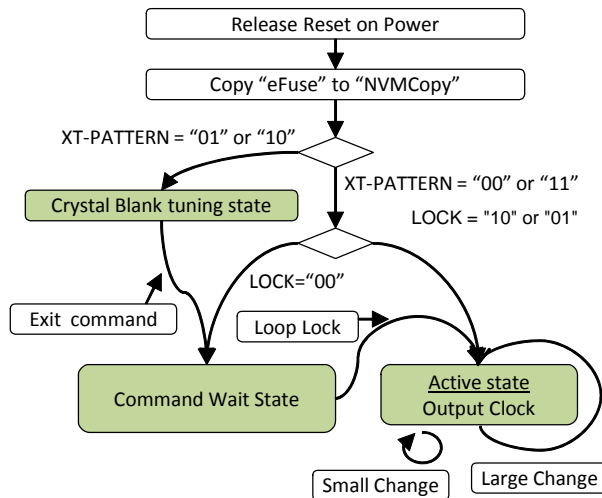 Release Reset on Power
Copy “eFuse” to “NVMCopy”
XT-PATTERN = “01” or “10”
XT-PATTERN = “00” or “11”
Crystal Blank tuning state
LOCK = "10" or "01"
LOCK=“00”
Exit command
Loop Lock
Command Wait State
Active state
Output Clock
Small Change
Large Change